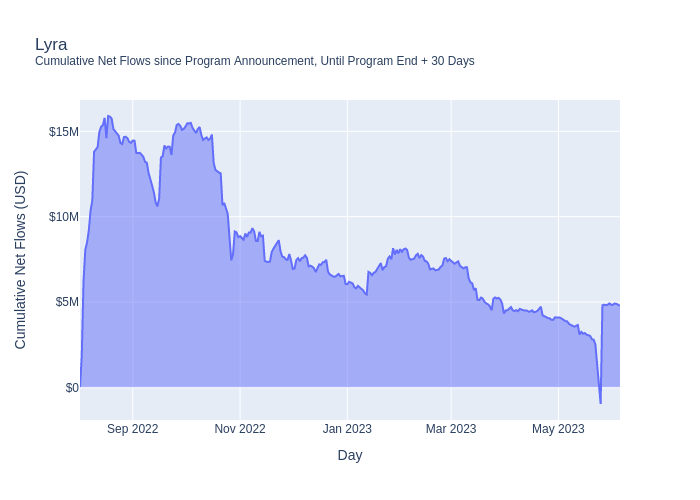 Lyra
Cumulative Net Flows since Program Announcement, Until Program End + 30 Days
Cumulative Net Flows (USD)
$15M
$10M
$5M
$0
Sep 2022
Nov 2022
Jan 2023
Mar 2023
May 2023
Day